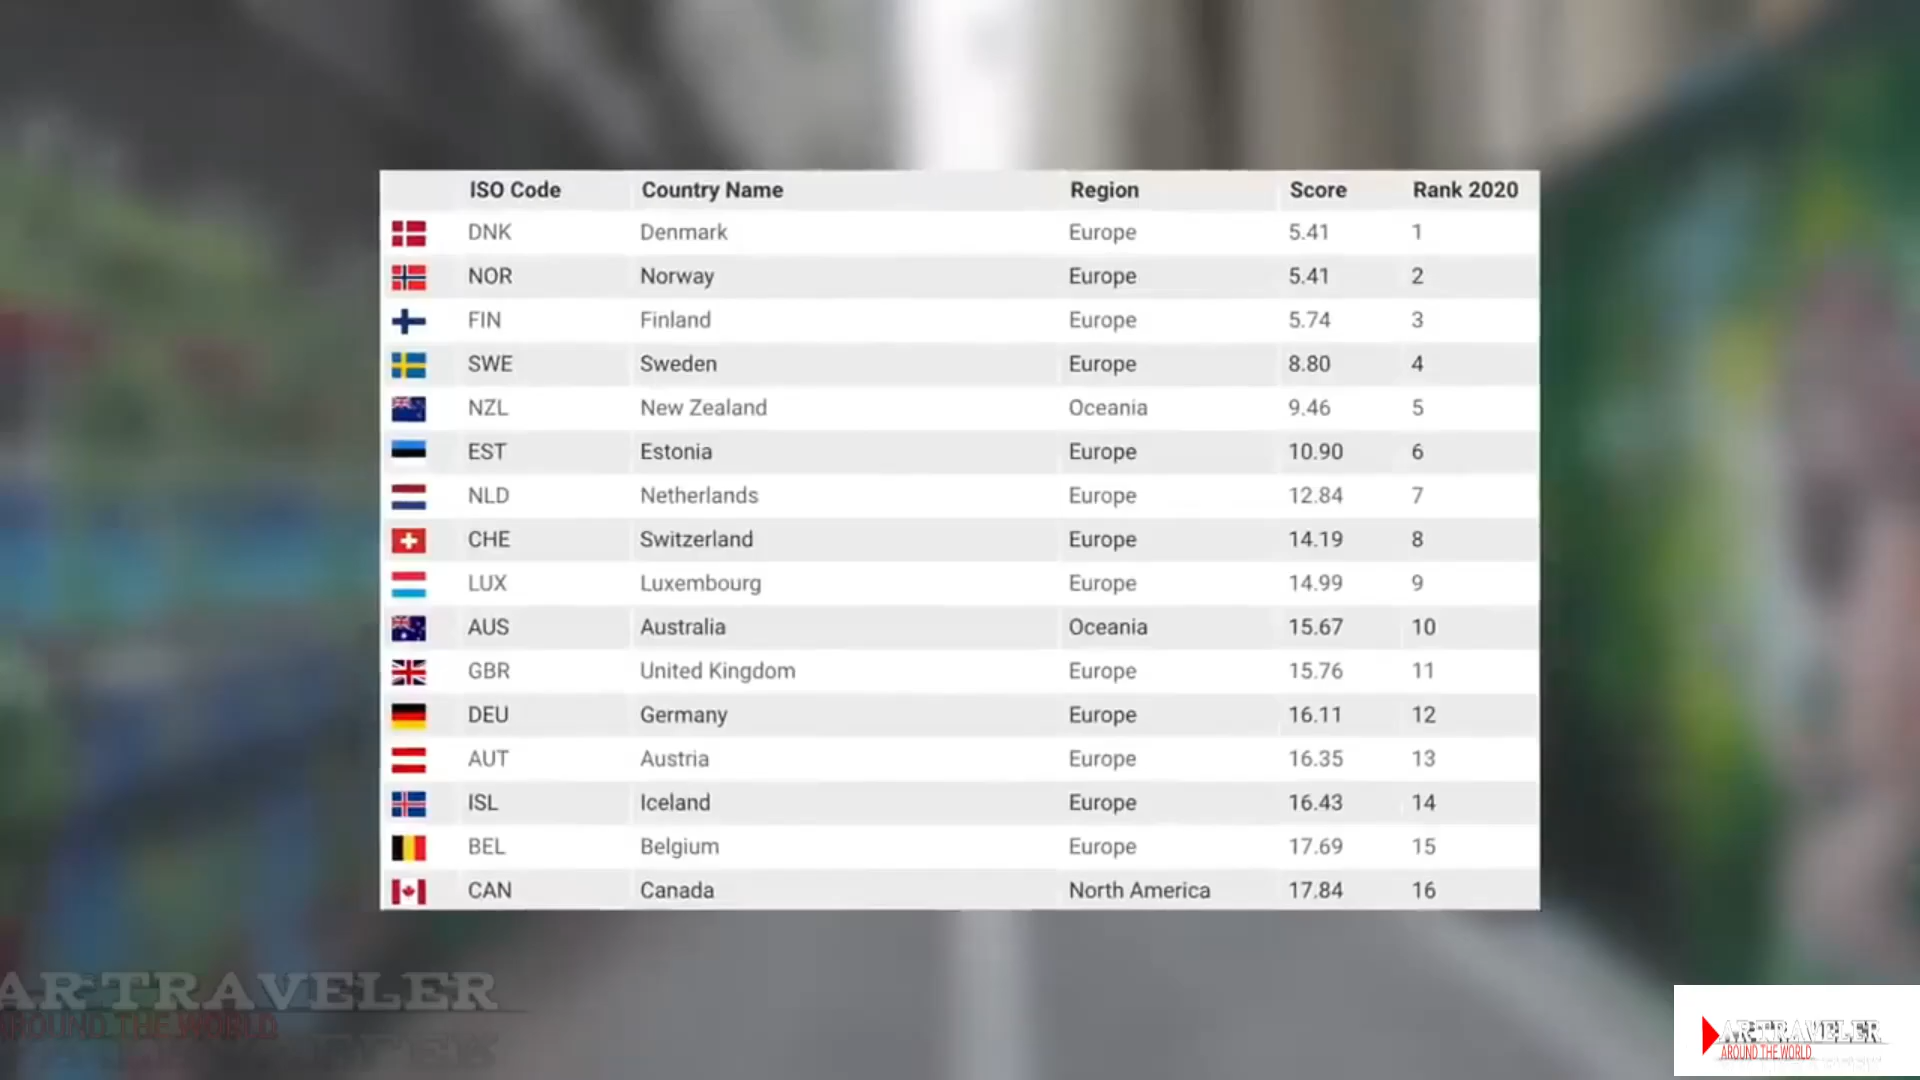 ISO Code Country Name Region Score Rank 2020
DNK Denmark Europe 5.41 1
NOR Norway Europe 5.41 2
FIN Finland Europe 5.74 3
SWE Sweden Europe 8.80 4
NZL New Zealand Oceania 9.46 5
EST Estonia Europe 10.90 6
NLD Netherlands Europe 12.84 7
CHE Switzerland Europe 14.19 8
LUX Luxembourg Europe 14.99 9
AUS Australia Oceania 15.67 10
GBR United Kingdom Europe 15.76 11
DEU Germany Europe 16.11 12
AUT Austria Europe 16.35 13
ISL Iceland Europe 16.43 14
BEL Belgium Europe 17.69 15
CAN Canada North America 17.84 16
AR TRAVELER
AROUND THE WORLD
ARTRAVELER
AROUND THE WORLD